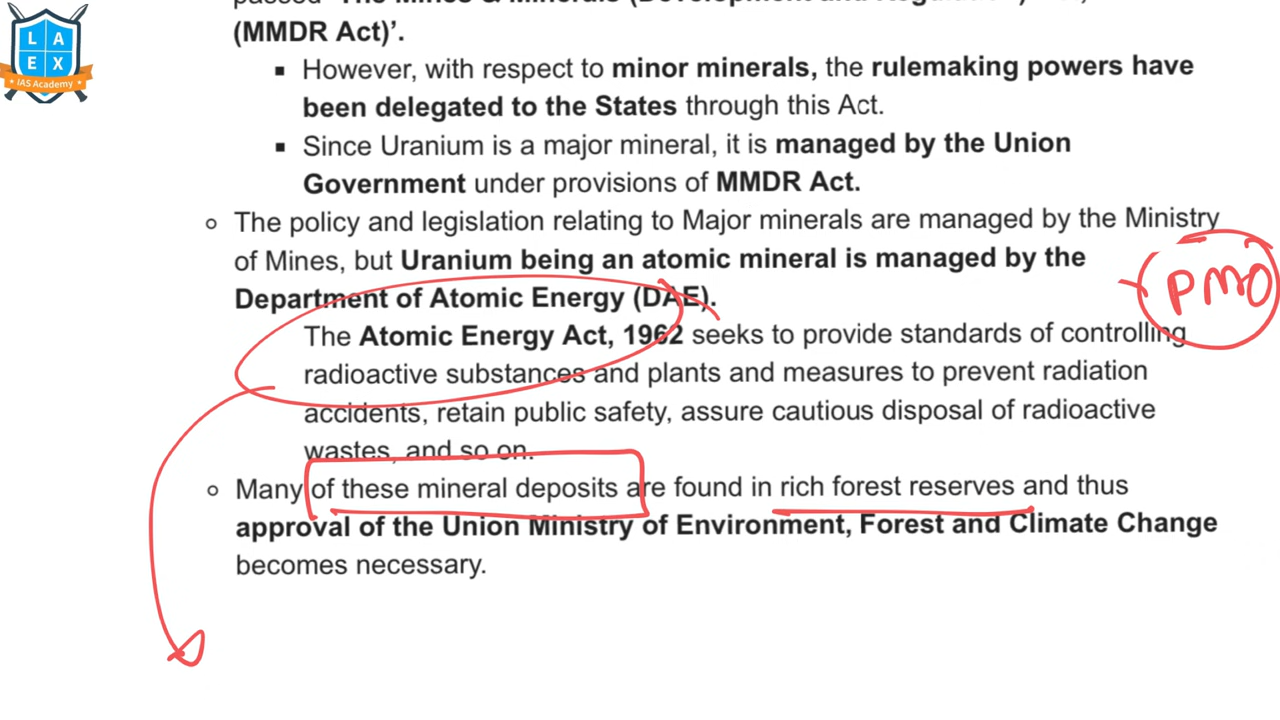 L A
E X
IAS Academy
(MMDR Act)’.
▪ However, with respect to minor minerals, the rulemaking powers have
been delegated to the States through this Act.
▪ Since Uranium is a major mineral, it is managed by the Union
Government under provisions of MMDR Act.
○ The policy and legislation relating to Major minerals are managed by the Ministry
of Mines, but Uranium being an atomic mineral is managed by the
Department of Atomic Energy (DAE).
PMO
The Atomic Energy Act, 1962 seeks to provide standards of controlling
radioactive substances and plants and measures to prevent radiation
accidents, retain public safety, assure cautious disposal of radioactive
wastes, and so on.
○ Many of these mineral deposits are found in rich forest reserves and thus
approval of the Union Ministry of Environment, Forest and Climate Change
becomes necessary.